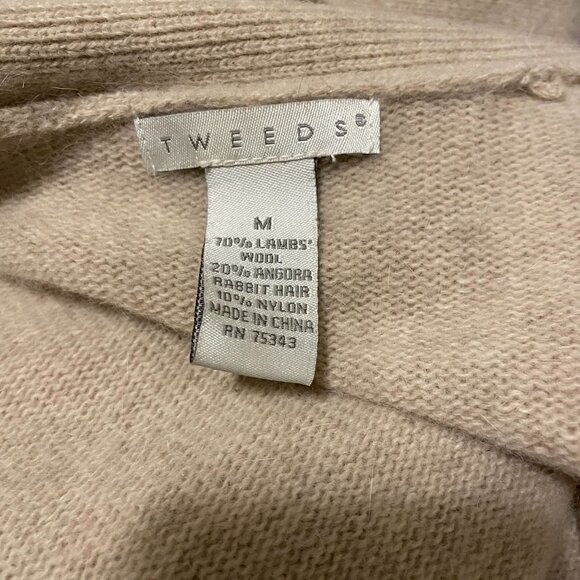 TWEEDS®
M
70% LAMBS'
WOOL
20% ANGORA
RABBIT HAIR
10% NYLON
MADE IN CHINA
RN 75343